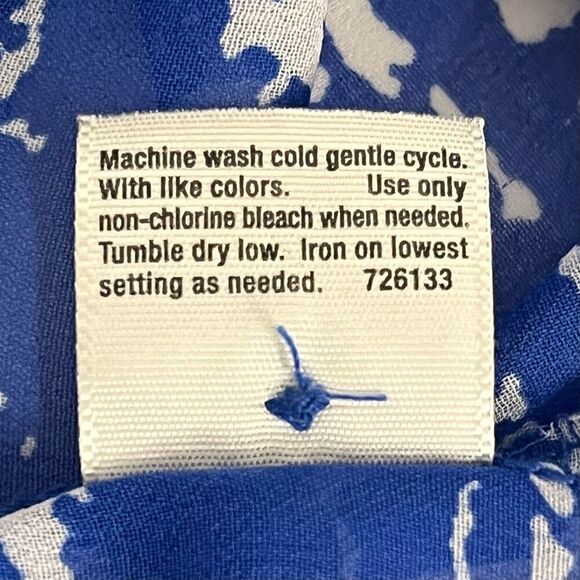 Machine wash cold gentle cycle.
With like colors. Use only
non-chlorine bleach when needed.
Tumble dry low. Iron on lowest
setting as needed. 726133